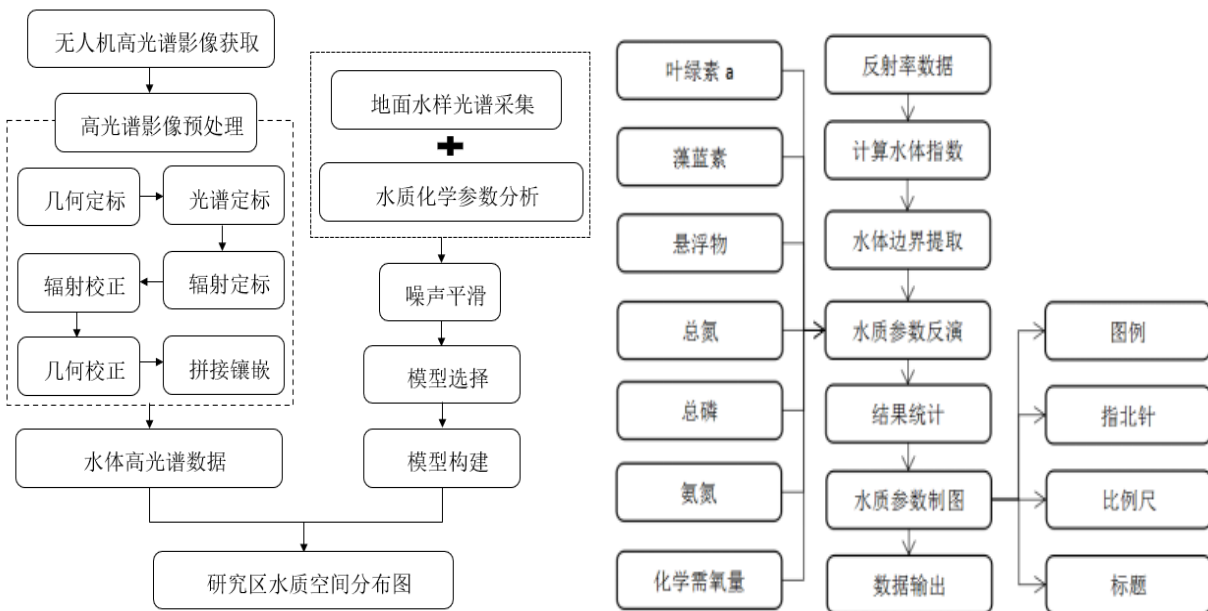 无人机高光谱影像获取
高光谱影像预处理
几何定标
光谱定标
辐射校正
辐射定标
几何校正
拼接镶嵌
水体高光谱数据
地面水样光谱采集
+
水质化学参数分析
噪声平滑
模型选择
模型构建
研究区水质空间分布图
叶绿素 a
藻蓝素
悬浮物
总氮
总磷
氨氮
化学需氧量
反射率数据
计算水体指数
水体边界提取
水质参数反演
结果统计
水质参数制图
数据输出
图例
指北针
比例尺
标题